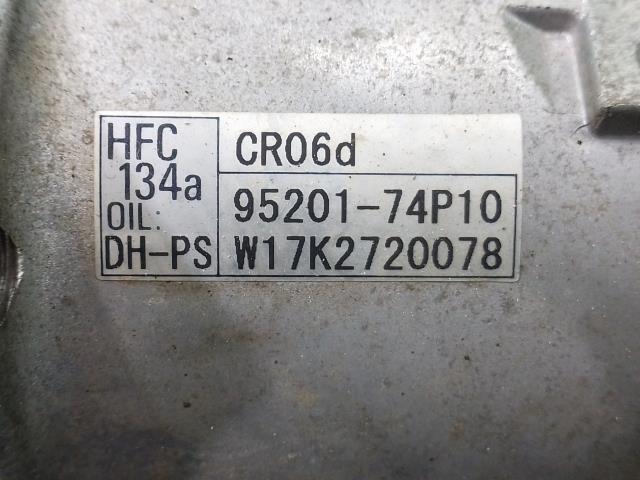 HFC
134a
OIL:
DH-PS
CR06d
95201-74P10
W17K2720078